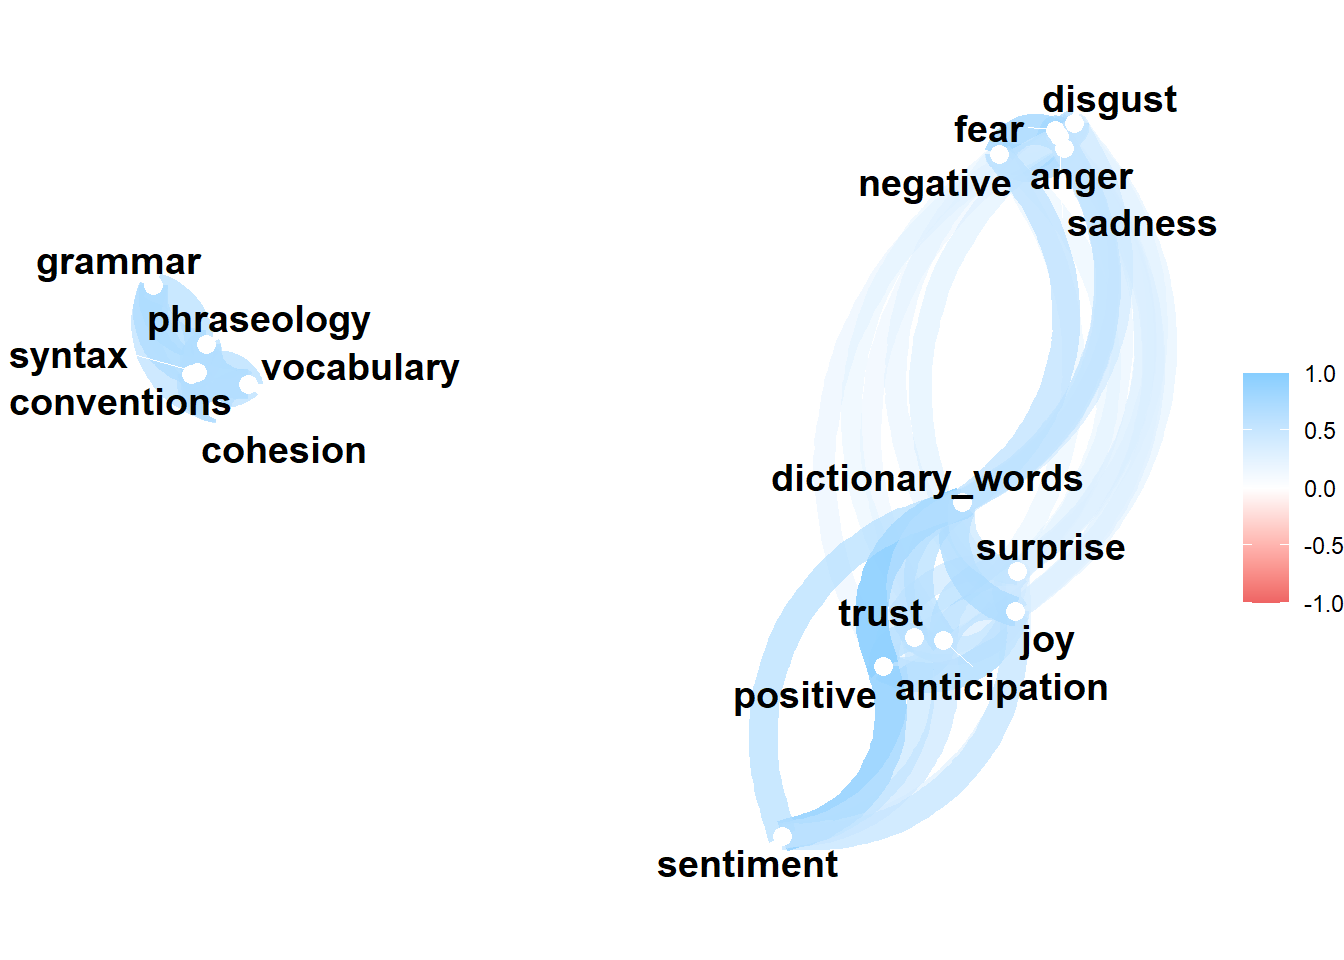 disgust
fear
negative
anger
sadness
grammar
phraseology
syntax
vocabulary
conventions
cohesion
dictionary_words
surprise
trust
joy
positive
anticipation
sentiment
1.0
0.5
0.0
-0.5
-1.0